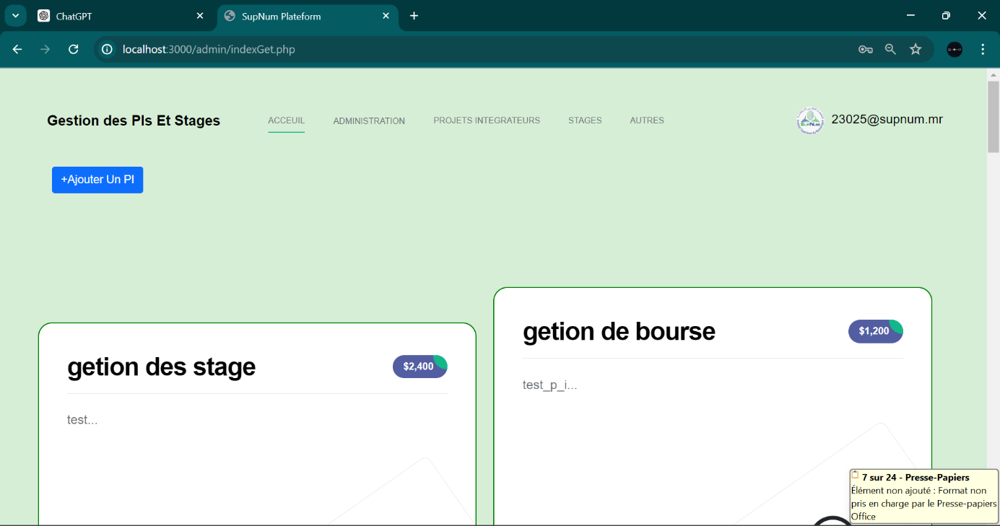 ChatGPT
SupNum Plateform
localhost:3000/admin/indexGet.php
Gestion des PIs Et Stages
ACCEUIL
ADMINISTRATION
PROJETS INTEGRATEURS
STAGES
AUTRES
SupNum
23025@supnum.mr
+Ajouter Un PI
getion des stage
$2,400
test...
getion de bourse
$1,200
test_p_i...
7 sur 24 - Presse-Papiers
Élément non ajouté : Format non
pris en charge par le Presse-papiers
Office